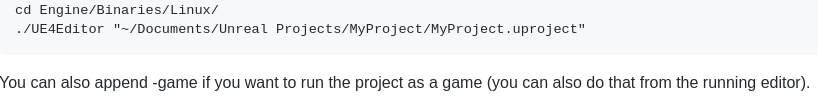 cd Engine/Binaries/Linux/
./UE4Editor "~/Documents/Unreal Projects/MyProject/MyProject.uproject"
You can also append -game if you want to run the project as a game (you can also do that from the running editor).